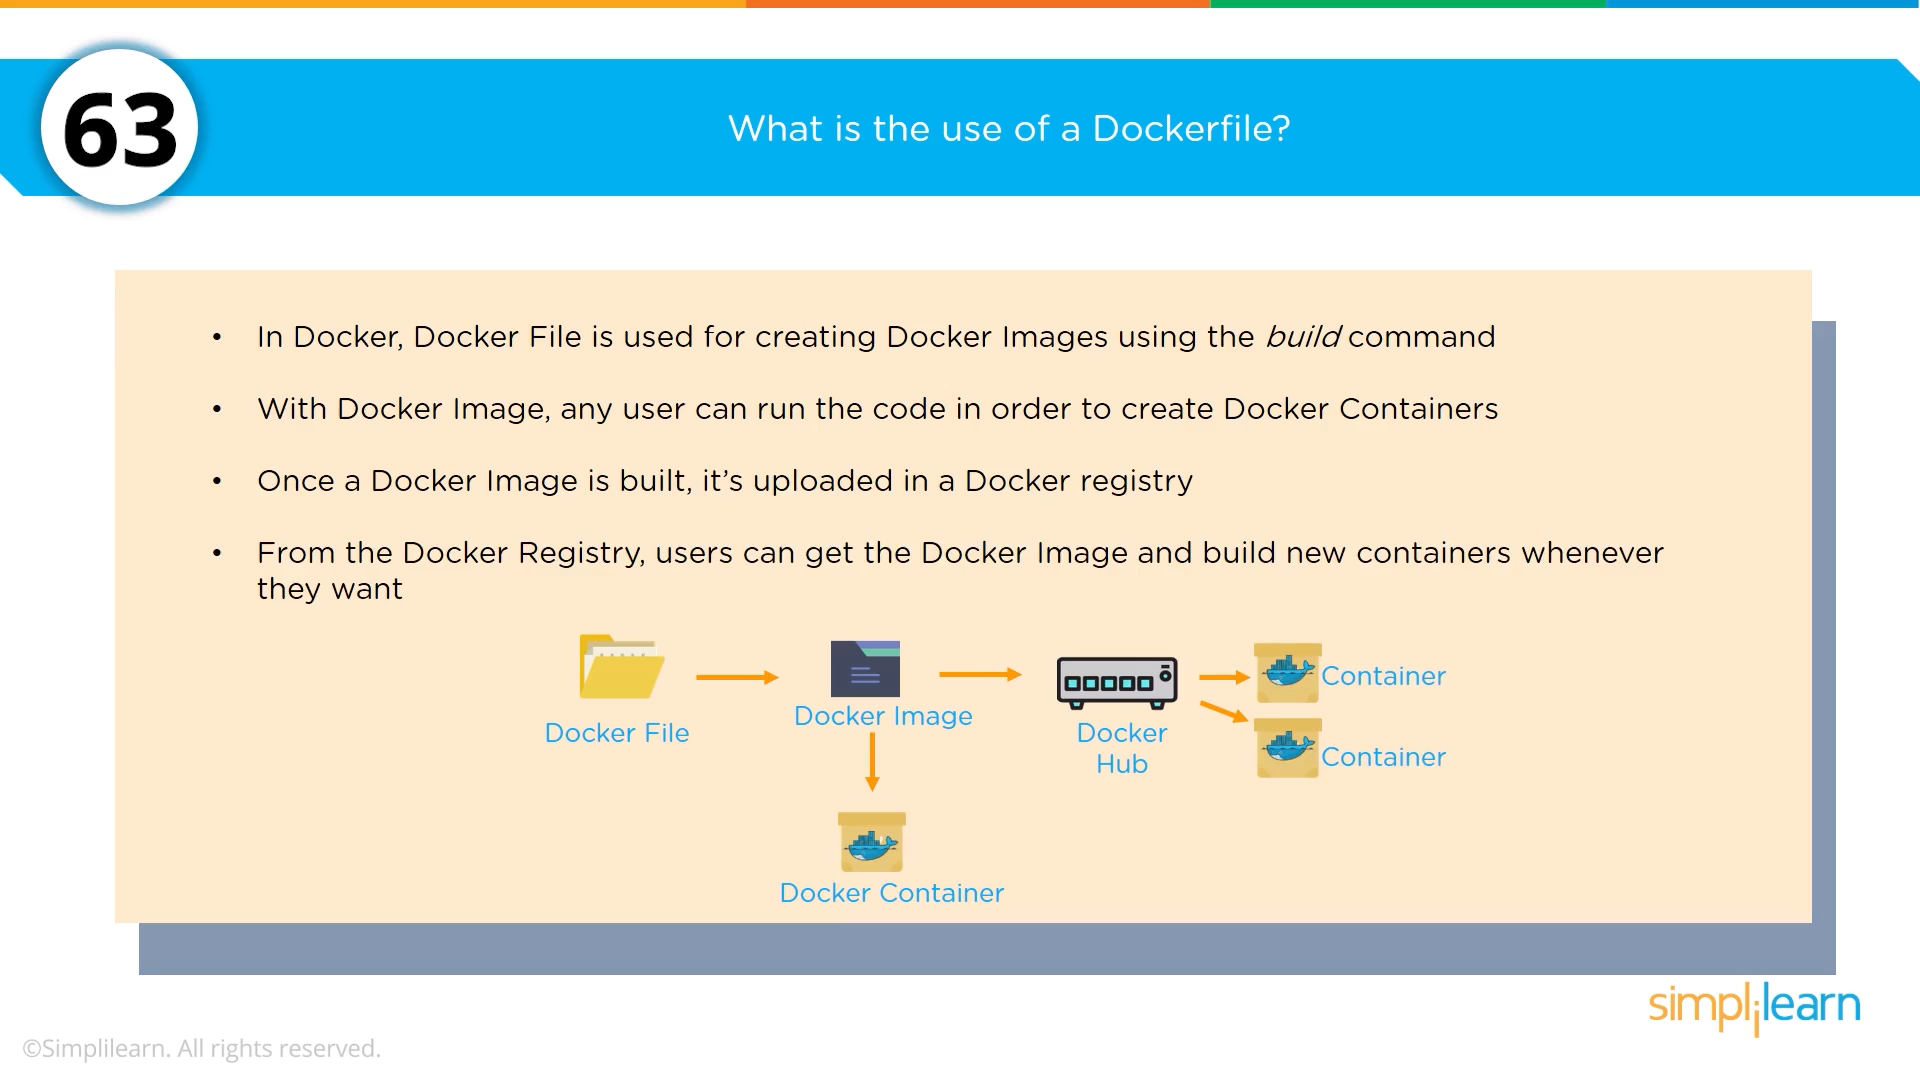 63
What is the use of a Dockerfile?
• In Docker, Docker File is used for creating Docker Images using the build command
• With Docker Image, any user can run the code in order to create Docker Containers
• Once a Docker Image is built, it’s uploaded in a Docker registry
• From the Docker Registry, users can get the Docker Image and build new containers whenever
they want
Docker File
Docker Image
Docker
Hub
Container
Container
Docker Container
simplilearn
©Simplilearn. All rights reserved.